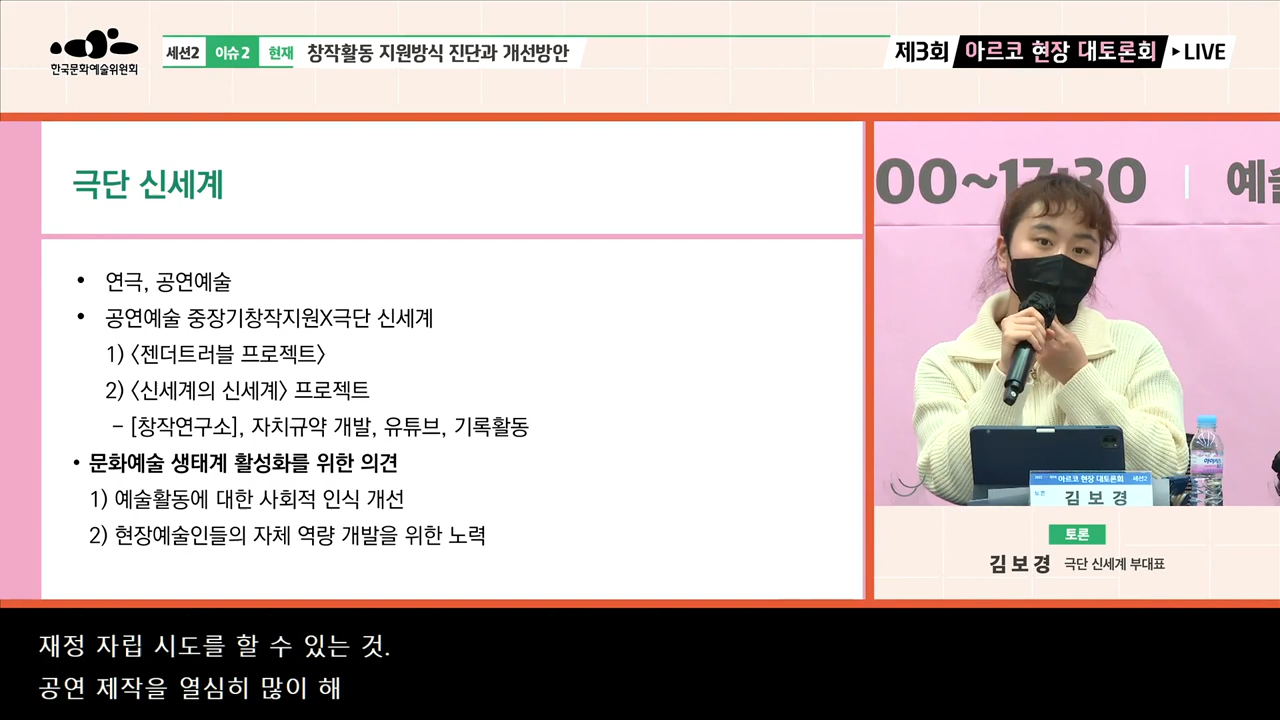 한국문화예술위원회
세션2 이슈 2 현재 창작활동 지원방식 진단과 개선방안
제3회 아르코 현장 대토론회 ▸LIVE
극단 신세계
• 연극, 공연예술
• 공연예술 중장기창작지원X극단 신세계
1) 〈젠더트러블 프로젝트〉
2) 〈신세계의 신세계〉 프로젝트
– [창작연구소], 자치규약 개발, 유튜브, 기록활동
• 문화예술 생태계 활성화를 위한 의견
1) 예술활동에 대한 사회적 인식 개선
2) 현장예술인들의 자체 역량 개발을 위한 노력
00~17:30
아르코 현장 대토론회 세션2
토론
김보경
토론
김보경 극단 신세계 부대표
재정 자립 시도를 할 수 있는 것.
공연 제작을 열심히 많이 해